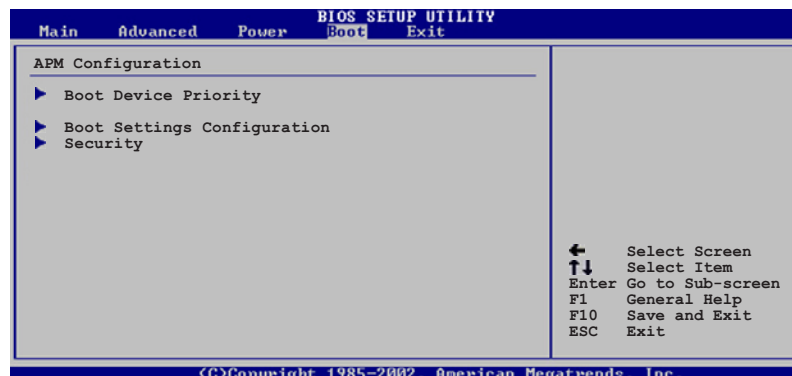 BIOS SETUP UTILITY
Main Advanced Power Boot Exit
APM Configuration
Boot Device Priority
Boot Settings Configuration
Security
← Select Screen
↑↓ Select Item
Enter Go to Sub-screen
F1 General Help
F10 Save and Exit
ESC Exit
(C)Copyright 1985-2002, American Megatrends, Inc.